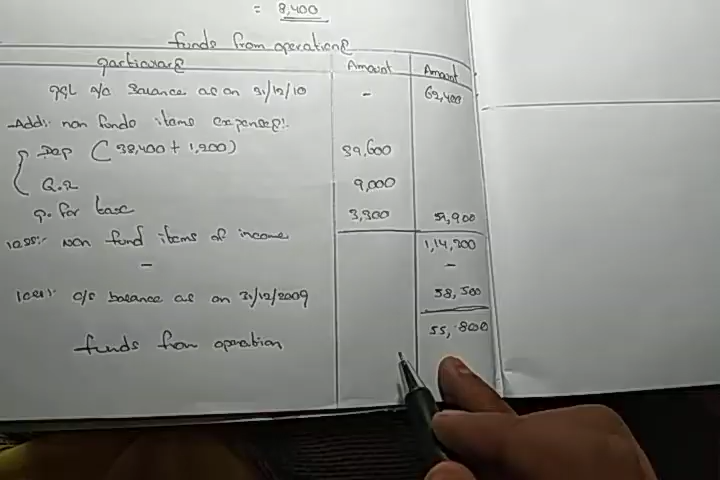 = 8,400
funds from operations
particulars Amount Amount
P&L a/c Balance as on 31/12/10 - 62,400
Add:- non funds items expenses:-
Dep (38,400 + 1,200) 39,600
G.R 9,000
p. for tax 3,300 51,900
less:- non fund items of income 1,14,300
- -
less:- o/c balance as on 31/12/2009 58,500
funds from operation 55,800